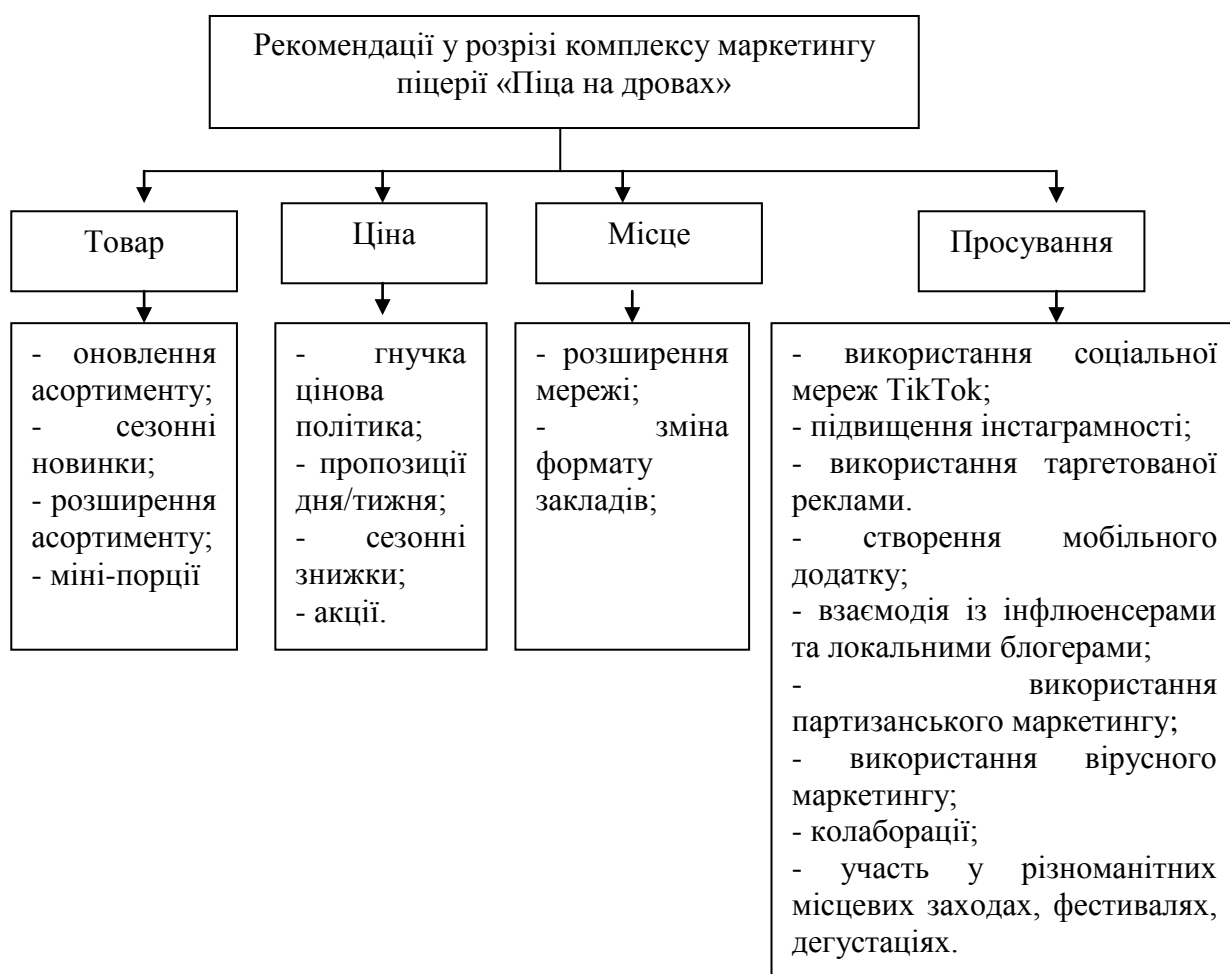 Рекомендації у розрізі комплексу маркетингу
піцерії «Піца на дровах»
Товар
Ціна
Місце
Просування
- оновлення
асортименту;
- сезонні
новинки;
- розширення
асортименту;
- міні-порції
- гнучка
цінова
політика;
- пропозиції
дня/тижня;
- сезонні
знижки;
- акції.
- розширення
мережі;
- зміна
формату
закладів;
- використання соціальної
мереж TikTok;
- підвищення інстаграмності;
- використання таргетованої
реклами.
- створення мобільного
додатку;
- взаємодія із інфлюенсерами
та локальними блогерами;
- використання
партизанського маркетингу;
- використання вірусного
маркетингу;
- колаборації;
- участь у різноманітних
місцевих заходах, фестивалях,
дегустаціях.